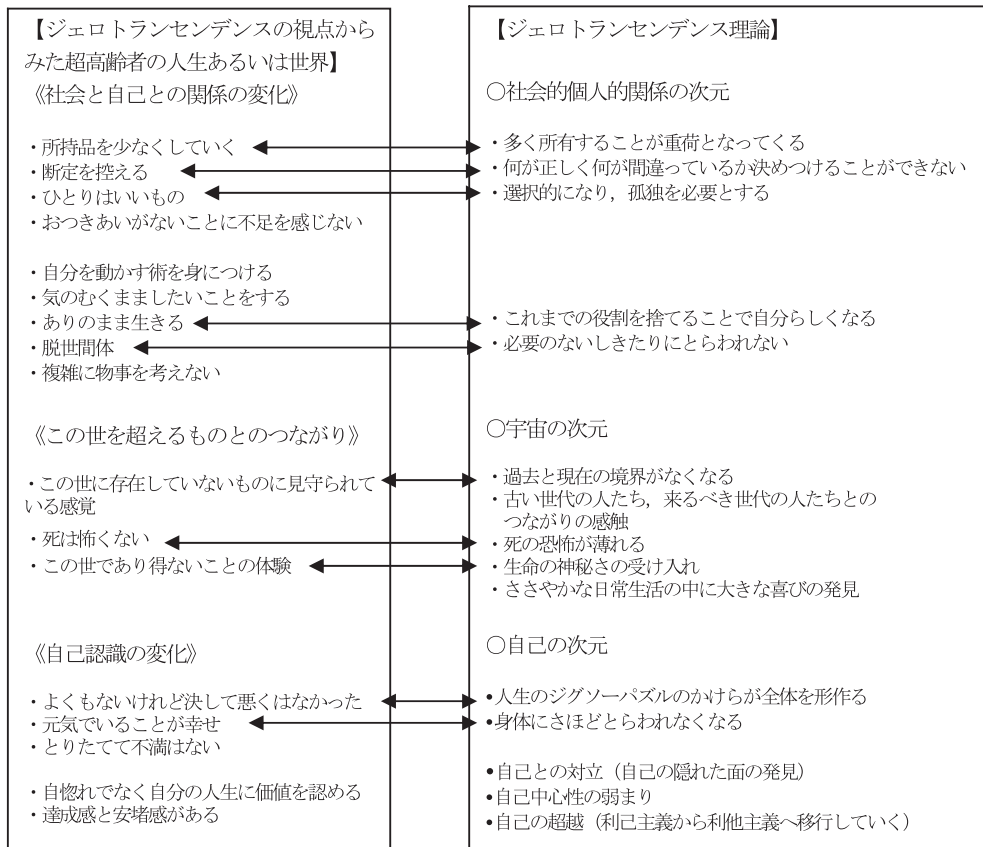 【ジェロトランセンデンスの視点から
みた超高齢者の人生あるいは世界】
《社会と自己との関係の変化》
・所持品を少なくしていく
・断定を控える
・ひとりはいいもの
・おつきあいがないことに不足を感じない
・自分を動かす術を身につける
・気のむくまましたいことをする
・ありのまま生きる
・脱世間体
・複雑に物事を考えない
《この世を超えるものとのつながり》
・この世に存在していないものに見守られて
いる感覚
・死は怖くない
・この世であり得ないことの体験
《自己認識の変化》
・よくもないけれど決して悪くはなかった
・元気でいることが幸せ
・とりたてて不満はない
・自惚れでなく自分の人生に価値を認める
・達成感と安堵感がある
【ジェロトランセンデンス理論】
○社会的個人的関係の次元
・多く所有することが重荷となってくる
・何が正しく何が間違っているか決めつけることができない
・選択的になり，孤独を必要とする
・これまでの役割を捨てることで自分らしくなる
・必要のないしきたりにとらわれない
○宇宙の次元
・過去と現在の境界がなくなる
・古い世代の人たち，来るべき世代の人たちとの
つながりの感触
・死の恐怖が薄れる
・生命の神秘さの受け入れ
・ささやかな日常生活の中に大きな喜びの発見
○自己の次元
•人生のジグソーパズルのかけらが全体を形作る
•身体にさほどとらわれなくなる
•自己との対立（自己の隠れた面の発見）
•自己中心性の弱まり
•自己の超越（利己主義から利他主義へ移行していく）